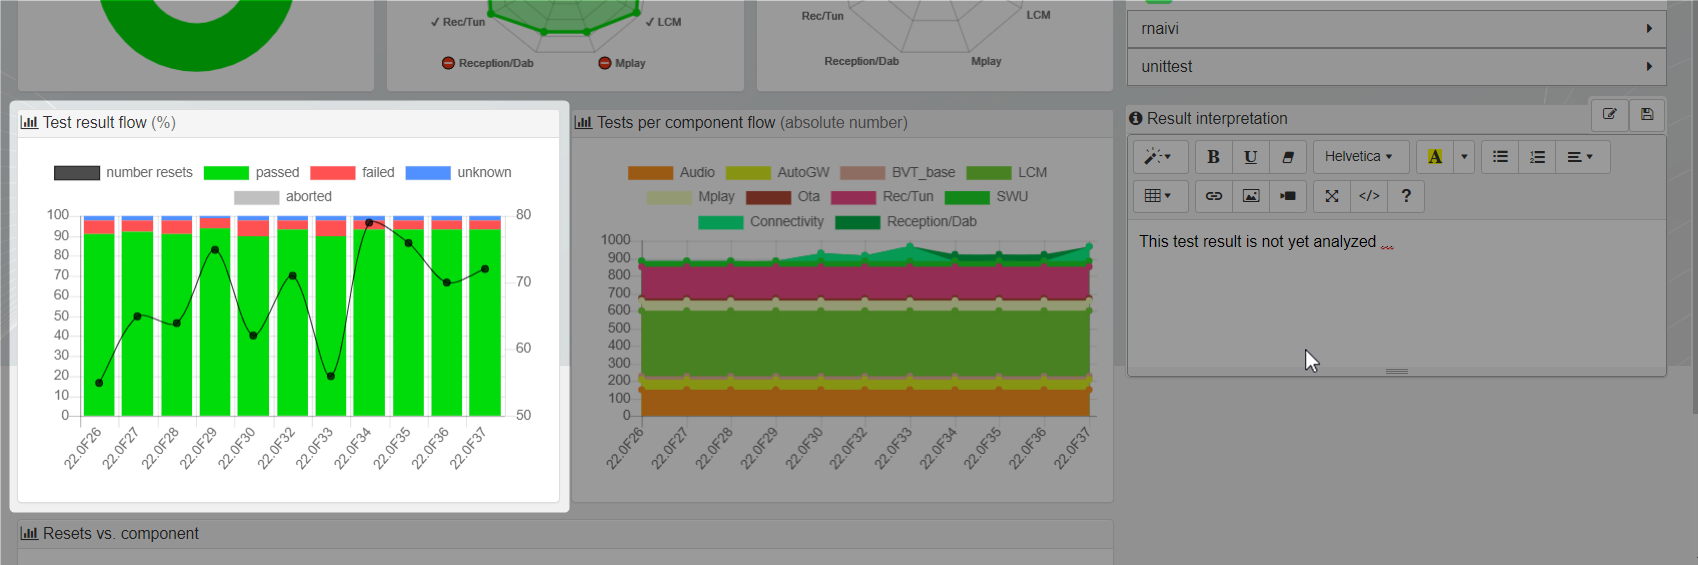 ✓ Rec/Tun
✓ LCM
Reception/Dab
Mplay
Rec/Tun
LCM
Reception/Dab
Mplay
rnaivi
unittest
Test result flow (%)
number resets passed failed unknown
aborted
100
90
80
70
60
50
40
30
20
10
0
80
70
60
50
22.0F26 22.0F27 22.0F28 22.0F29 22.0F30 22.0F32 22.0F33 22.0F34 22.0F35 22.0F36 22.0F37
Tests per component flow (absolute number)
Audio AutoGW BVT_base LCM
Mplay Ota Rec/Tun SWU
Connectivity Reception/Dab
1000
900
800
700
600
500
400
300
200
100
0
22.0F26 22.0F27 22.0F28 22.0F29 22.0F30 22.0F32 22.0F33 22.0F34 22.0F35 22.0F36 22.0F37
Result interpretation
B U Helvetica A
</> ?
This test result is not yet analyzed ...
Resets vs. component